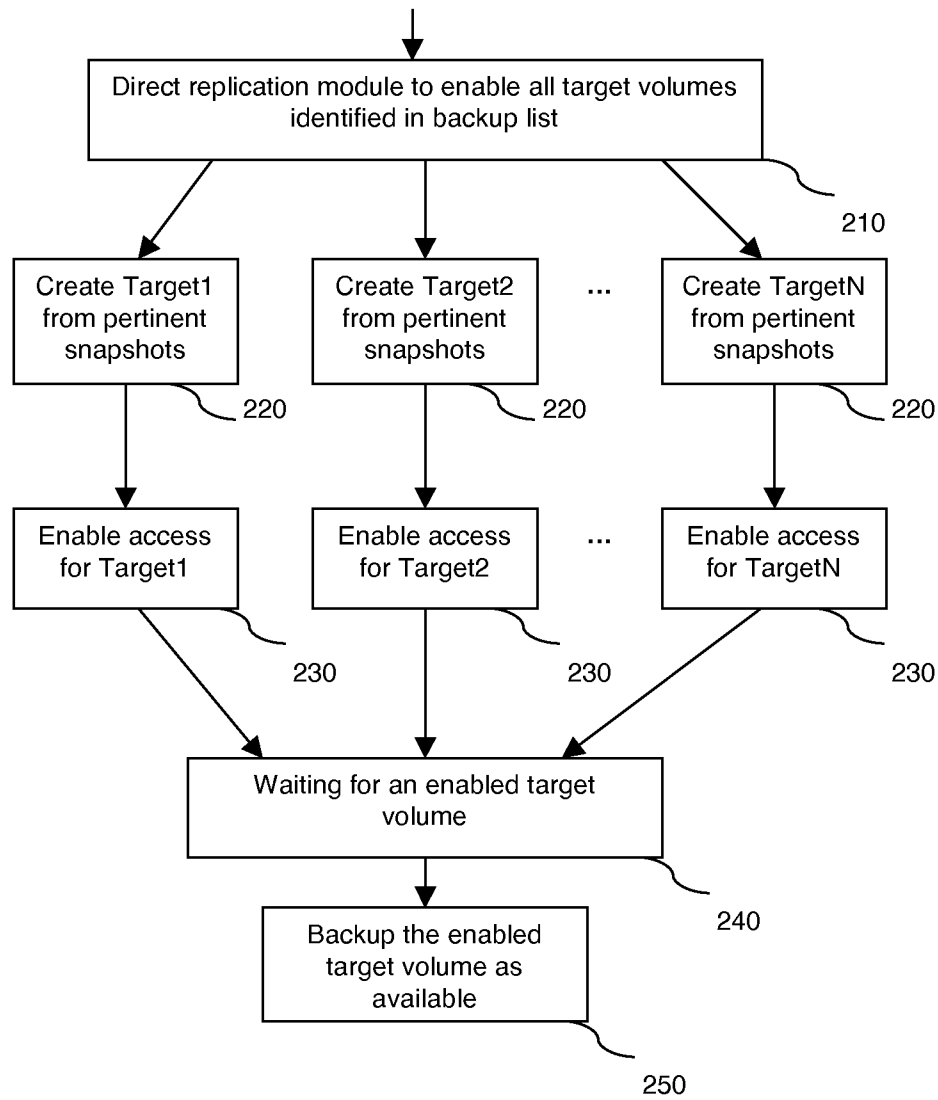 Direct replication module to enable all target volumes
identified in backup list
210
Create Target1
from pertinent
snapshots
220
Create Target2
from pertinent
snapshots
220
...
Create TargetN
from pertinent
snapshots
220
Enable access
for Target1
230
Enable access
for Target2
230
...
Enable access
for TargetN
230
Waiting for an enabled target
volume
240
Backup the enabled
target volume as
available
250